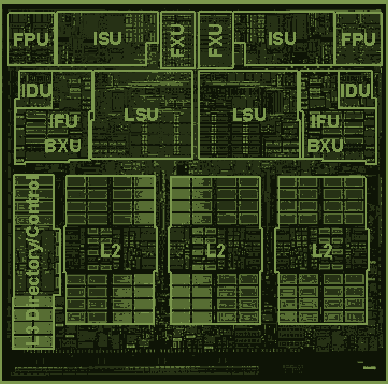 FPU ISU FXU FXU ISU FPU
IDU LSU LSU IDU
IFU IFU
BXU BXU
L3 Directory/Control
L2 L2 L2